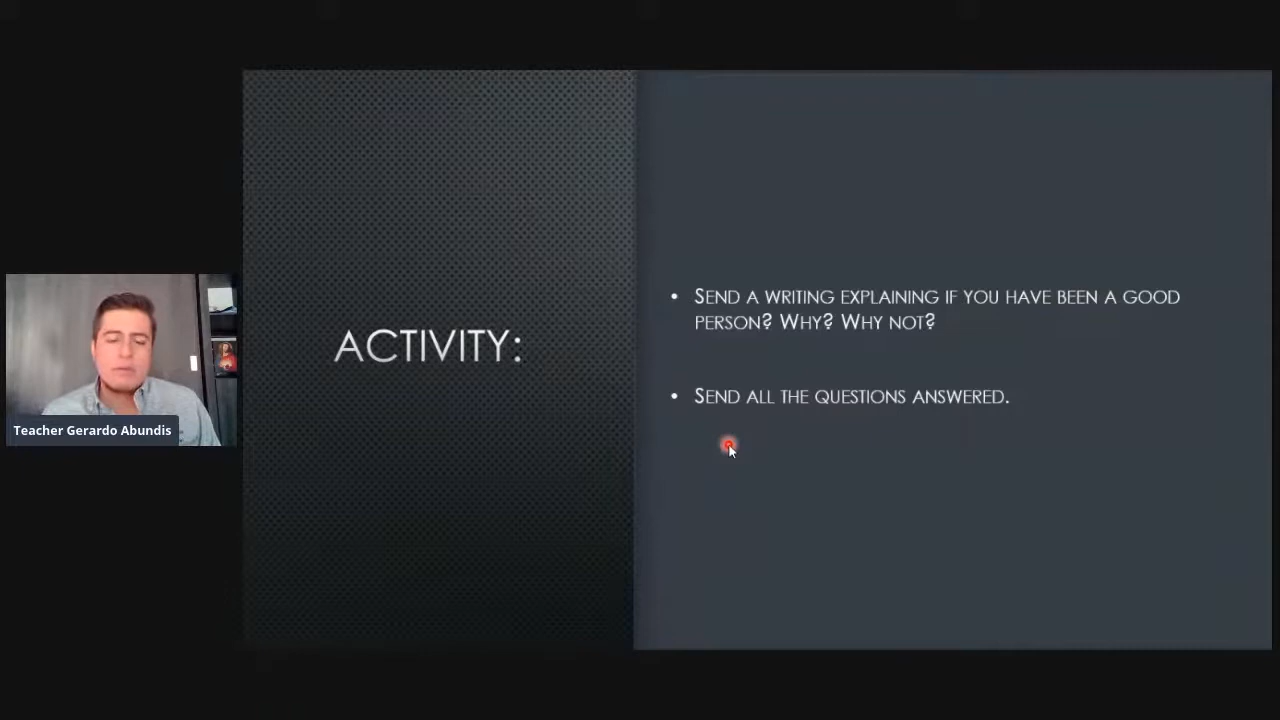 ACTIVITY:
• SEND A WRITING EXPLAINING IF YOU HAVE BEEN A GOOD
PERSON? WHY? WHY NOT?
• SEND ALL THE QUESTIONS ANSWERED.
Teacher Gerardo Abundis